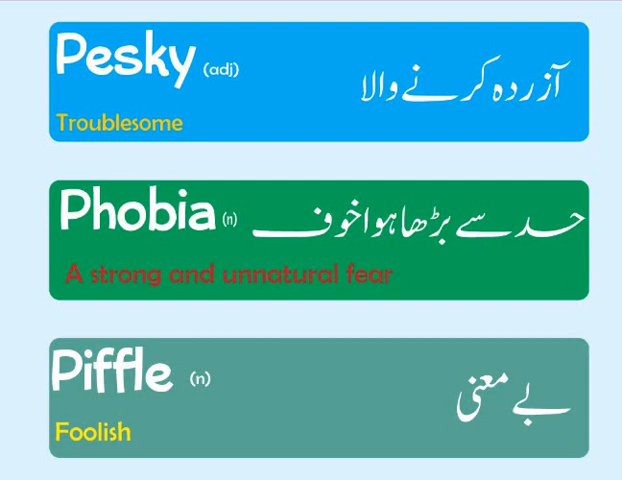 Pesky (adj) آزردہ کرنے والا
Troublesome
Phobia (n) حد سے بڑھا ہوا خوف
A strong and unnatural fear
Piffle (n) بے معنی
Foolish